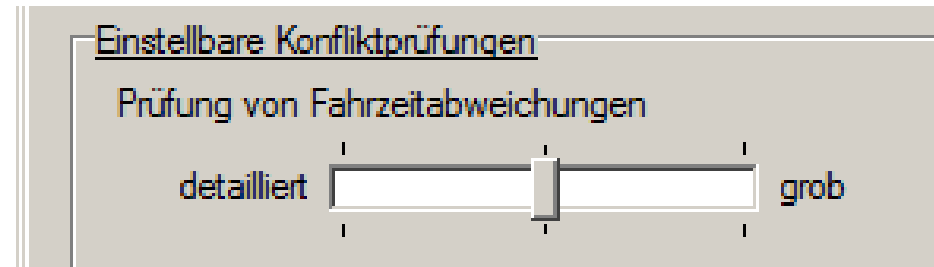 Einstellbare Konfliktprüfungen
Prüfung von Fahrzeitabweichungen
detailliert grob